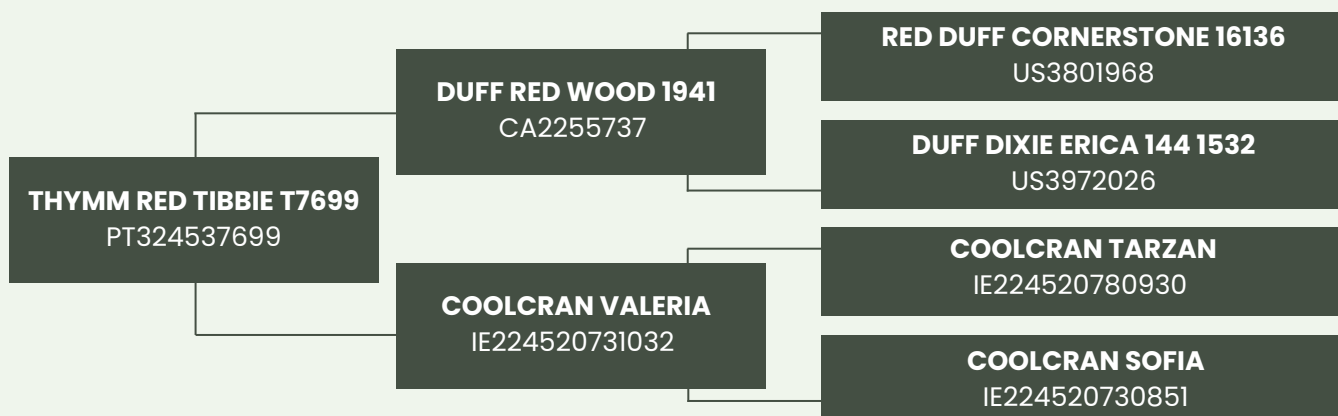 THYMM RED TIBBIE T7699
PT324537699
DUFF RED WOOD 1941
CA2255737
COOLCRAN VALERIA
IE224520731032
RED DUFF CORNERSTONE 16136
US3801968
DUFF DIXIE ERICA 144 1532
US3972026
COOLCRAN TARZAN
IE224520780930
COOLCRAN SOFIA
IE224520730851